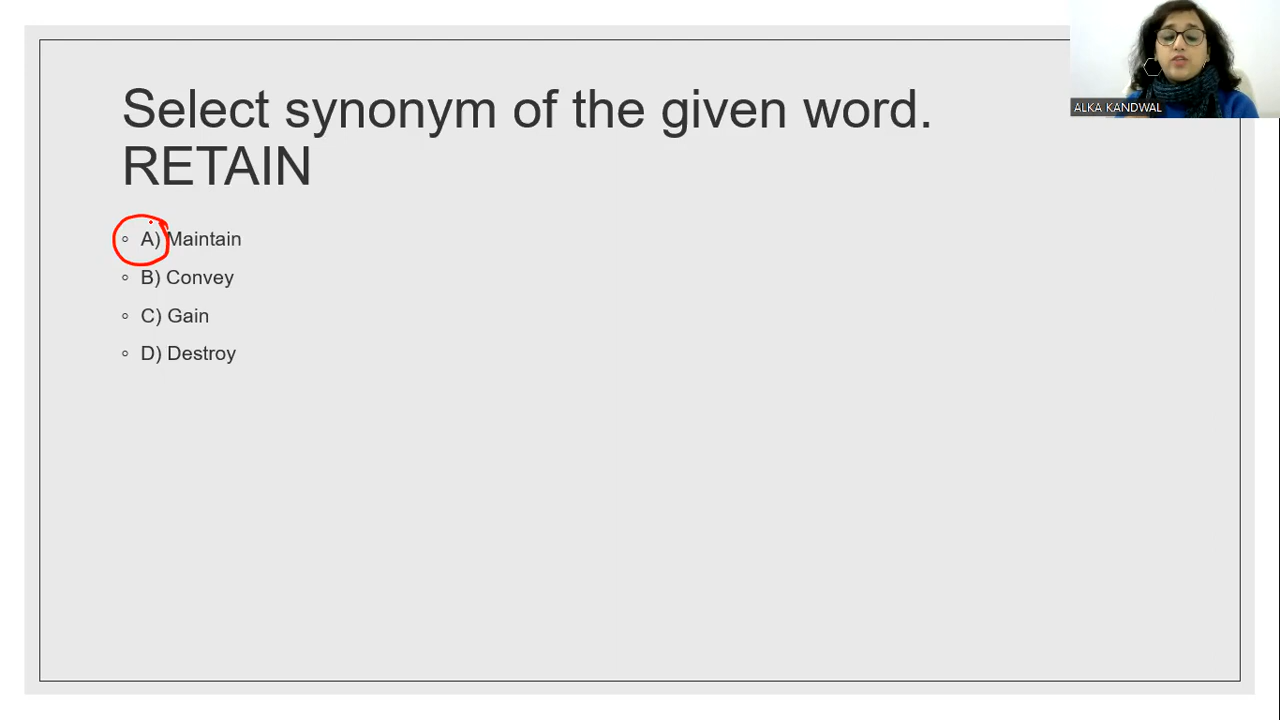 Select synonym of the given word.
RETAIN
A) Maintain
B) Convey
C) Gain
D) Destroy
ALKA KANDWAL